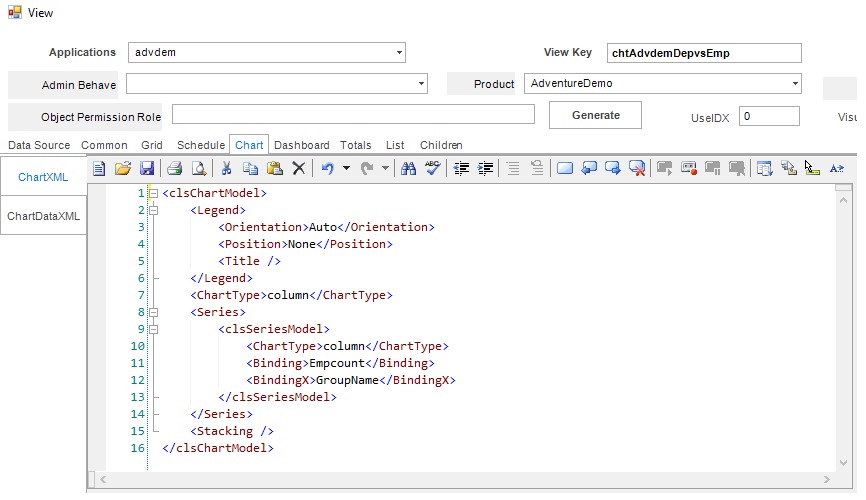 View
Applications advdem View Key chtAdvdemDepvsEmp
Admin Behave Product AdventureDemo
Object Permission Role Generate UseIDX 0 Visu
Data Source Common Grid Schedule Chart Dashboard Totals List Children
ChartXML
ChartDataXML
ABC A»
1 <clsChartModel>
2 <Legend>
3 <Orientation>Auto</Orientation>
4 <Position>None</Position>
5 <Title />
6 </Legend>
7 <ChartType>column</ChartType>
8 <Series>
9 <clsSeriesModel>
10 <ChartType>column</ChartType>
11 <Binding>Empcount</Binding>
12 <BindingX>GroupName</BindingX>
13 </clsSeriesModel>
14 </Series>
15 <Stacking />
16 </clsChartModel>